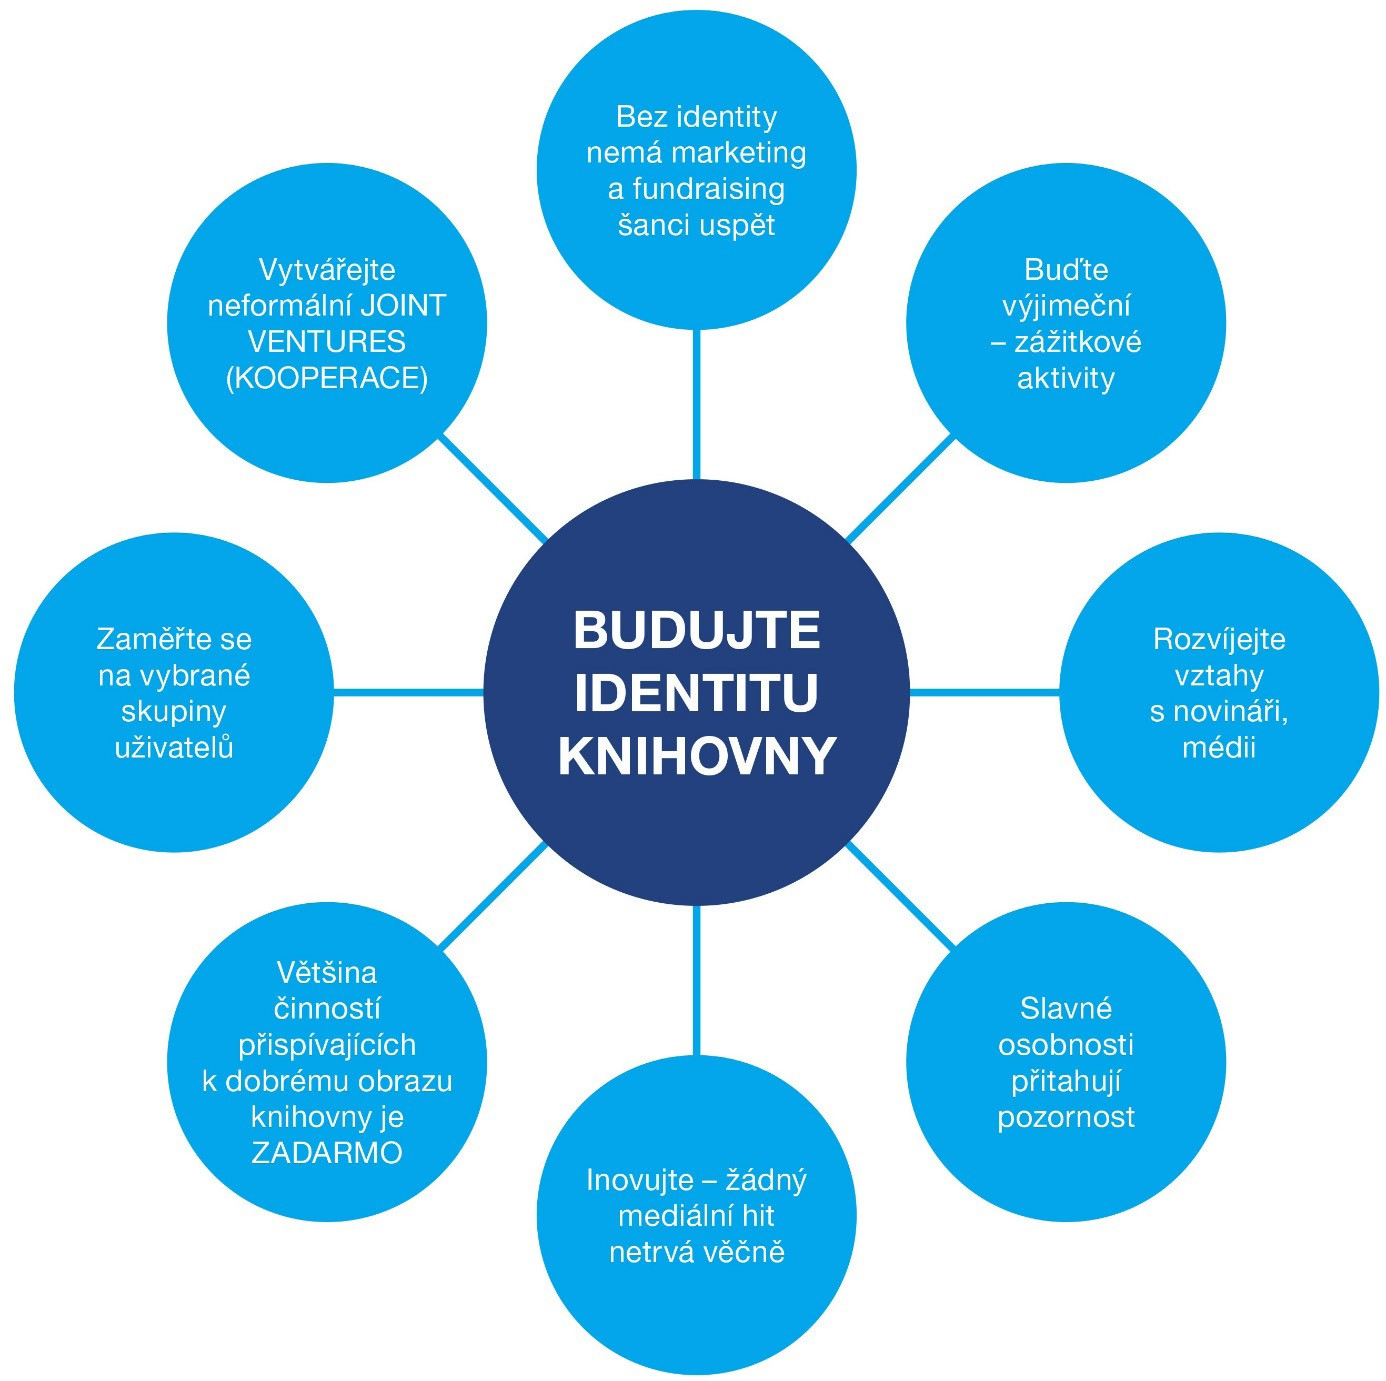 Bez identity
nemá marketing
a fundraising
šanci uspět
Buďte
výjimeční
– zážitkové
aktivity
Rozvíjejte
vztahy
s novináři,
médii
Slavné
osobnosti
přitahují
pozornost
Inovujte – žádný
mediální hit
netrvá věčně
Většina
činností
přispívajících
k dobrému obrazu
knihovny je
ZADARMO
Zaměřte se
na vybrané
skupiny
uživatelů
Vytvářejte
neformální JOINT
VENTURES
(KOOPERACE)
BUDUJTE
IDENTITU
KNIHOVNY